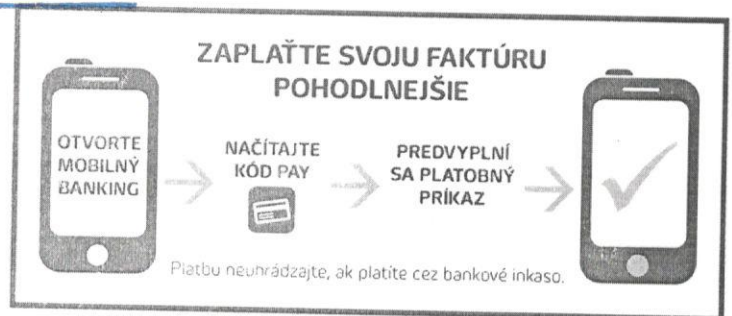 ZAPLAŤTE SVOJU FAKTÚRU
POHODLNEJŠIE
OTVORTE
MOBILNÝ
BANKING
NAČÍTAJTE
KÓD PAY
PREDVYPLNÍ
SA PLATOBNÝ
PRÍKAZ
Platbu neuhrádzajte, ak platíte cez bankové inkaso.